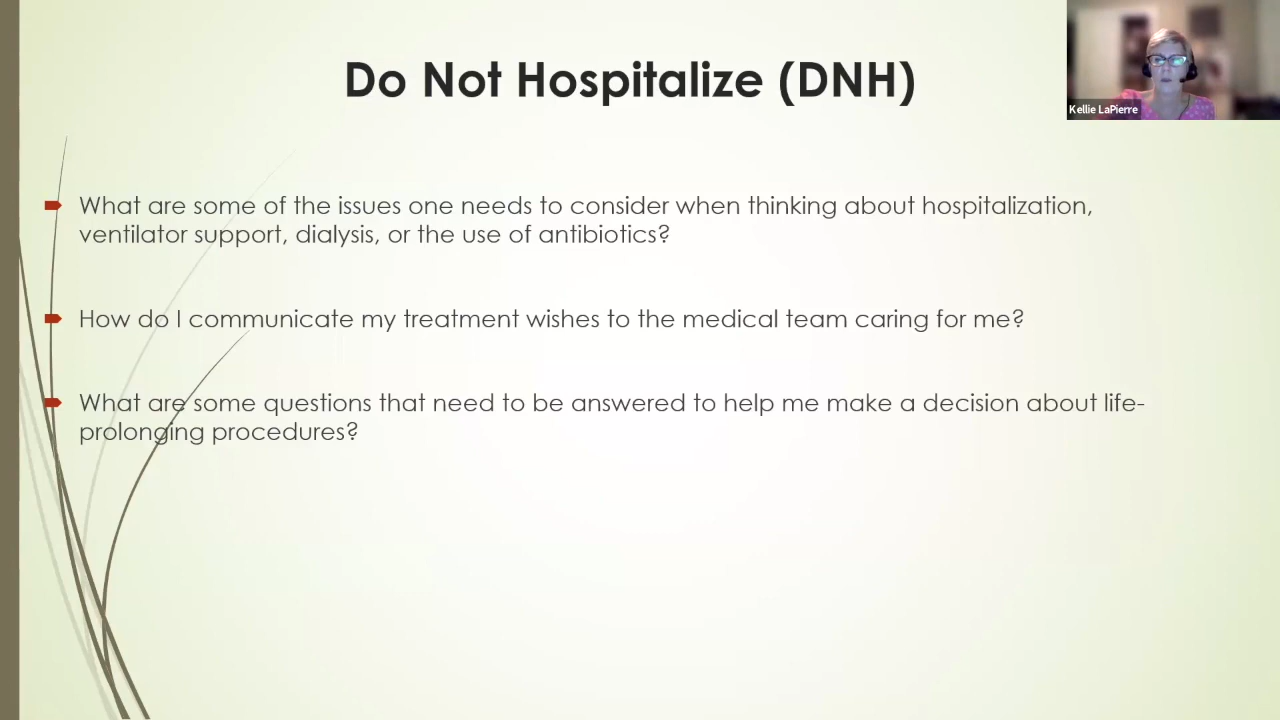 Do Not Hospitalize (DNH)
Kellie LaPierre
What are some of the issues one needs to consider when thinking about hospitalization,
ventilator support, dialysis, or the use of antibiotics?
How do I communicate my treatment wishes to the medical team caring for me?
What are some questions that need to be answered to help me make a decision about life-
prolonging procedures?